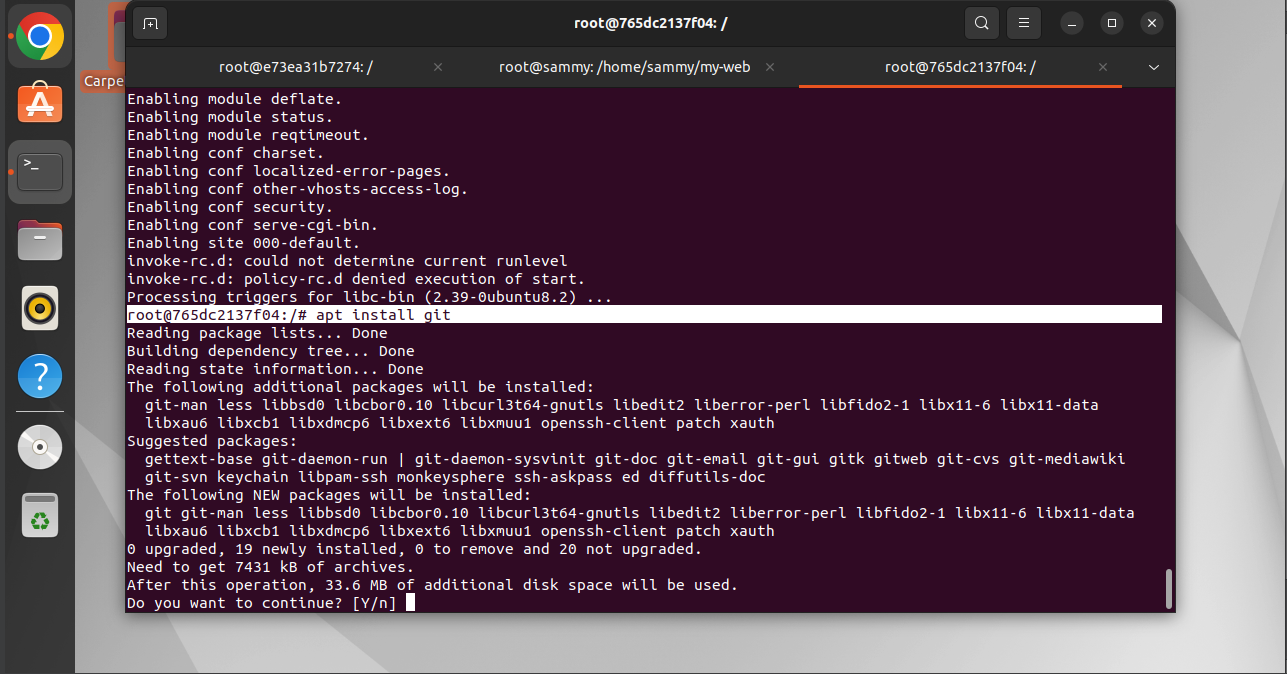 root@765dc2137f04: /
root@e73ea31b7274: /
root@sammy: /home/sammy/my-web
root@765dc2137f04: /
Carpe
Enabling module deflate.
Enabling module status.
Enabling module reqtimeout.
Enabling conf charset.
Enabling conf localized-error-pages.
Enabling conf other-vhosts-access-log.
Enabling conf security.
Enabling conf serve-cgi-bin.
Enabling site 000-default.
invoke-rc.d: could not determine current runlevel
invoke-rc.d: policy-rc.d denied execution of start.
Processing triggers for libc-bin (2.39-0ubuntu8.2) ...
root@765dc2137f04:/# apt install git
Reading package lists... Done
Building dependency tree... Done
Reading state information... Done
The following additional packages will be installed:
git-man less libbsd0 libcbor0.10 libcurl3t64-gnutls libedit2 liberror-perl libfido2-1 libx11-6 libx11-data
libxau6 libxcb1 libxdmcp6 libxext6 libxmuu1 openssh-client patch xauth
Suggested packages:
gettext-base git-daemon-run | git-daemon-sysvinit git-doc git-email git-gui gitk gitweb git-cvs git-mediawiki
git-svn keychain libpam-ssh monkeysphere ssh-askpass ed diffutils-doc
The following NEW packages will be installed:
git git-man less libbsd0 libcbor0.10 libcurl3t64-gnutls libedit2 liberror-perl libfido2-1 libx11-6 libx11-data
libxau6 libxcb1 libxdmcp6 libxext6 libxmuu1 openssh-client patch xauth
0 upgraded, 19 newly installed, 0 to remove and 20 not upgraded.
Need to get 7431 kB of archives.
After this operation, 33.6 MB of additional disk space will be used.
Do you want to continue? [Y/n]